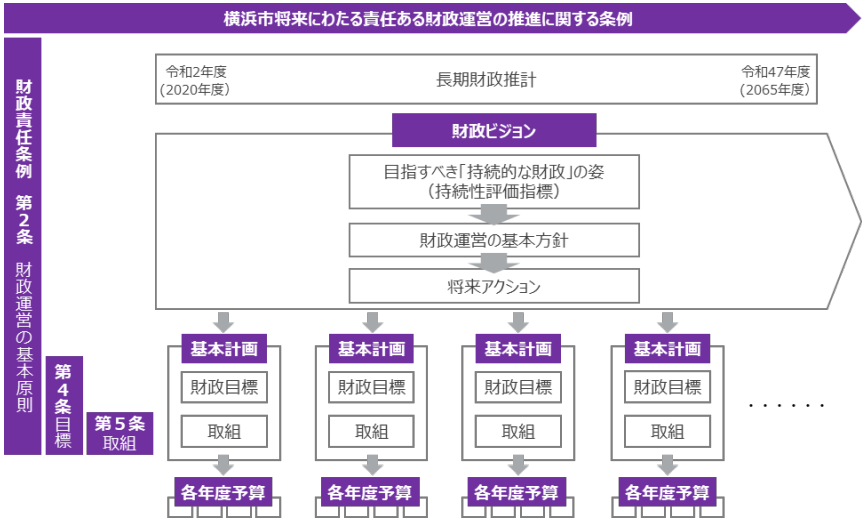 横浜市将来にわたる責任ある財政運営の推進に関する条例
財政責任条例 第2条 財政運営の基本原則
第4条 目標
第5条
取組
令和2年度
(2020年度)
長期財政推計
令和47年度
(2065年度)
財政ビジョン
目指すべき「持続的な財政」の姿
(持続性評価指標)
財政運営の基本方針
将来アクション
基本計画
財政目標
取組
各年度予算
基本計画
財政目標
取組
各年度予算
基本計画
財政目標
取組
各年度予算
基本計画
財政目標
取組
各年度予算
・・・・・・